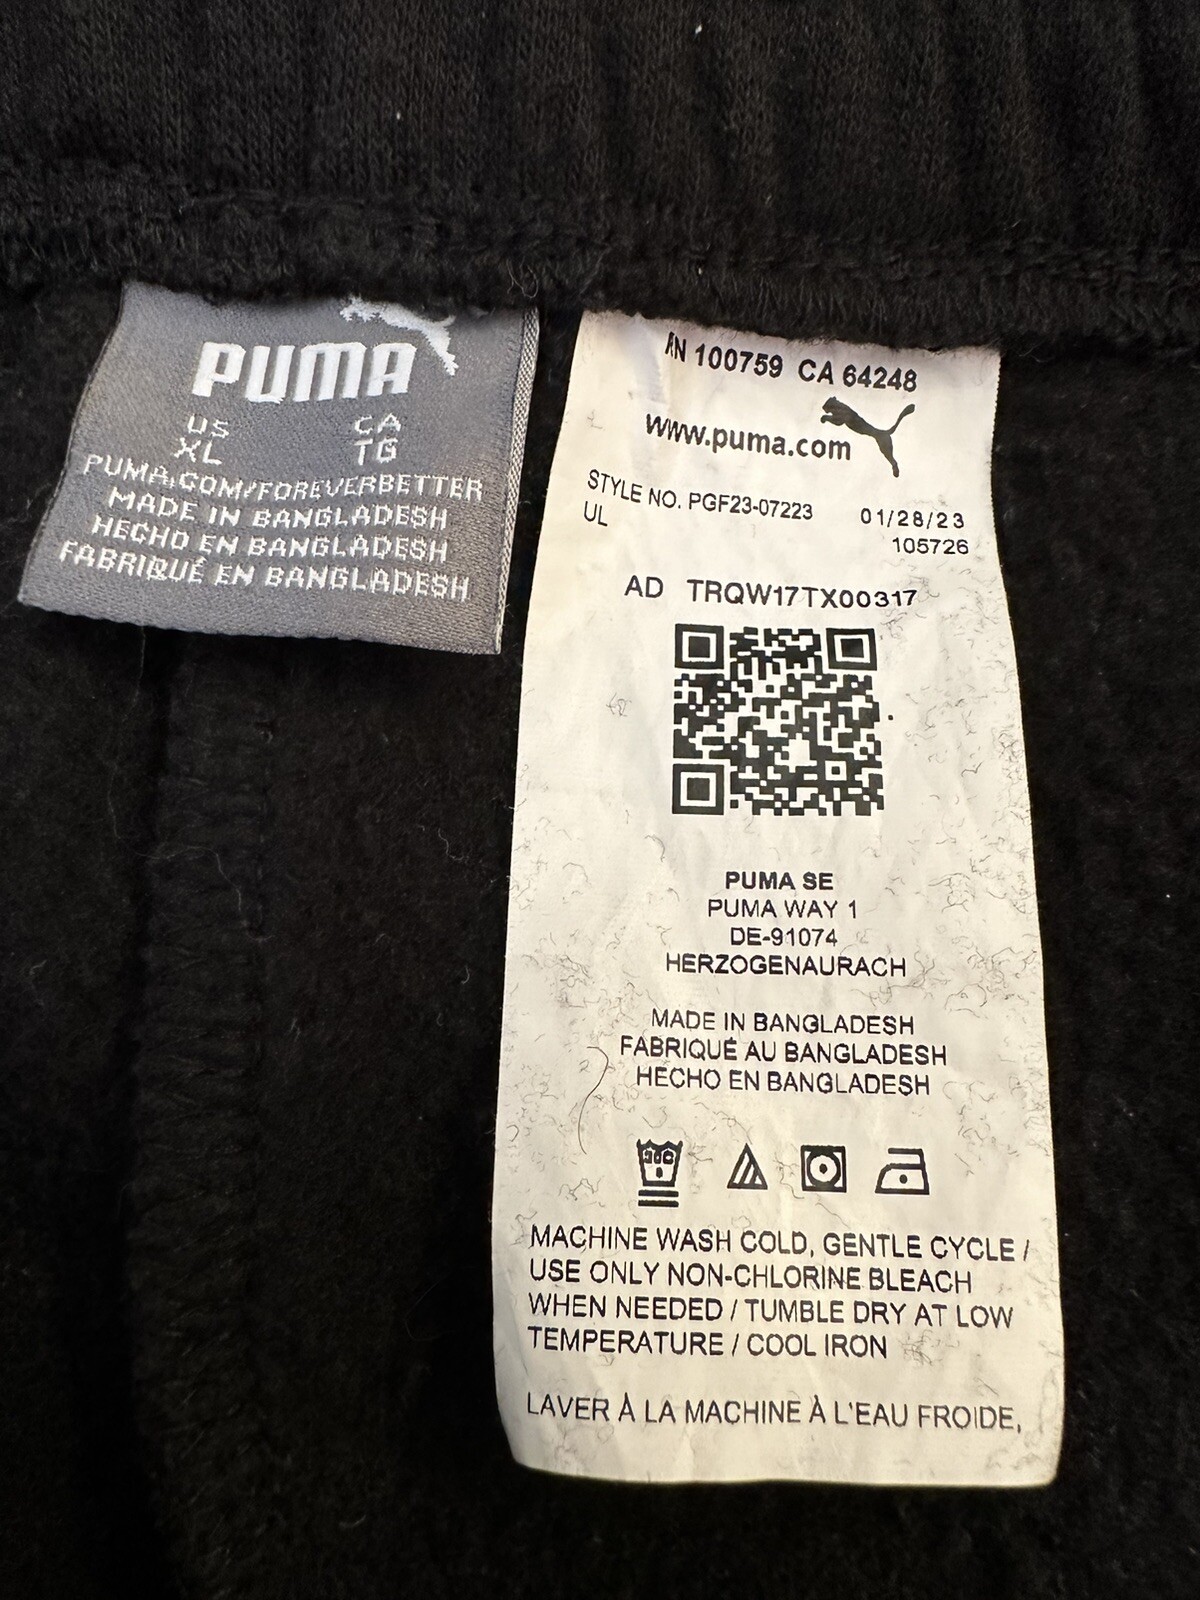 PUMA
US CA
XL TG
PUMA.COM/FOREVERBETTER
MADE IN BANGLADESH
HECHO EN BANGLADESH
FABRIQUÉ EN BANGLADESH
RN 100759 CA 64248
www.puma.com
STYLE NO. PGF23-07223 01/28/23
UL 105726
AD TRQW17TX00317
PUMA SE
PUMA WAY 1
DE-91074
HERZOGENAURACH
MADE IN BANGLADESH
FABRIQUÉ AU BANGLADESH
HECHO EN BANGLADESH
MACHINE WASH COLD, GENTLE CYCLE /
USE ONLY NON-CHLORINE BLEACH
WHEN NEEDED / TUMBLE DRY AT LOW
TEMPERATURE / COOL IRON
LAVER À LA MACHINE À L'EAU FROIDE,